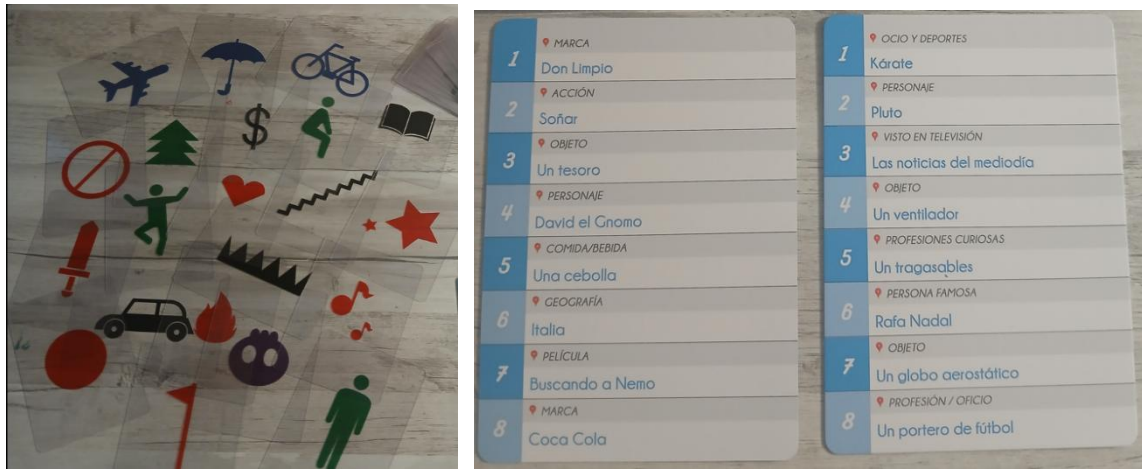 $
1
MARCA
Don Limpio
2
ACCIÓN
Soñar
3
OBJETO
Un tesoro
4
PERSONAJE
David el Gnomo
5
COMIDA/BEBIDA
Una cebolla
6
GEOGRAFÍA
Italia
7
PELÍCULA
Buscando a Nemo
8
MARCA
Coca Cola
1
OCIO Y DEPORTES
Kárate
2
PERSONAJE
Pluto
3
VISTO EN TELEVISIÓN
Las noticias del mediodía
4
OBJETO
Un ventilador
5
PROFESIONES CURIOSAS
Un tragasables
6
PERSONA FAMOSA
Rafa Nadal
7
OBJETO
Un globo aerostático
8
PROFESIÓN / OFICIO
Un portero de fútbol